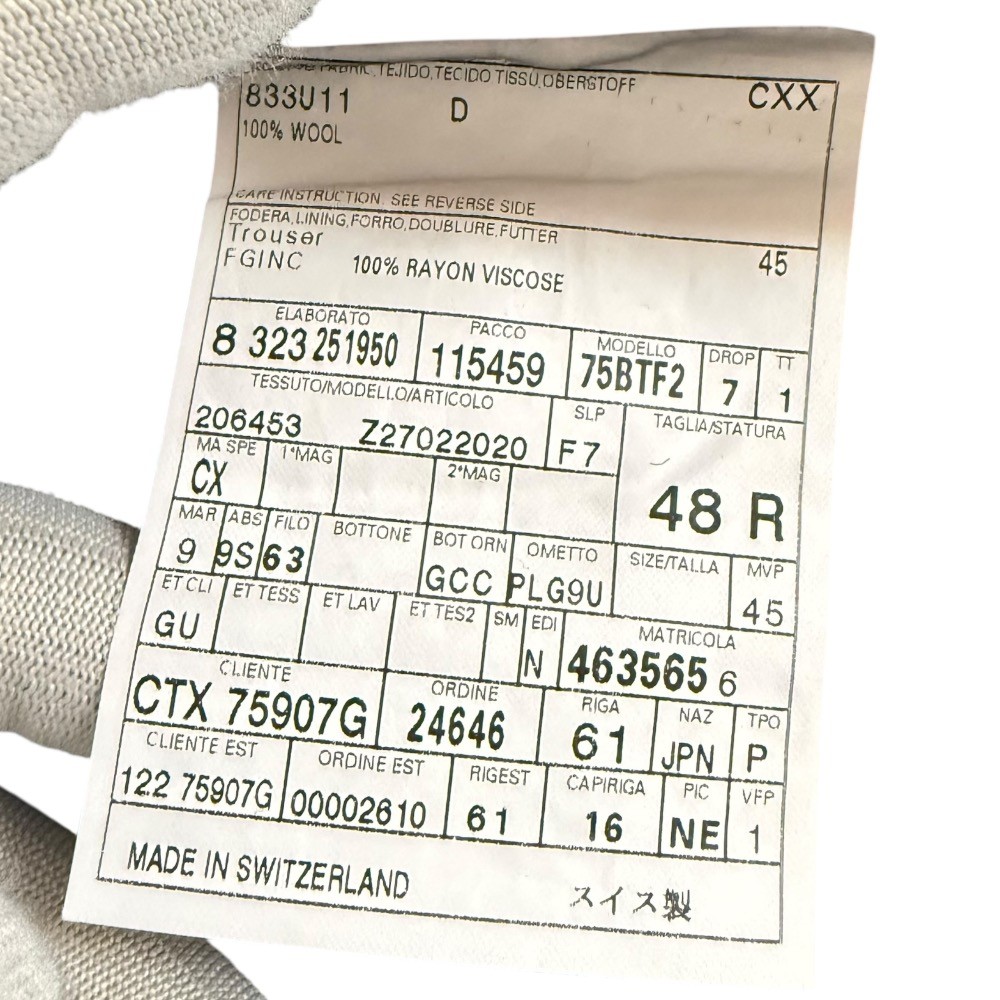 FABRIC,TEJIDO,TECIDO TISSU,OBERSTOFF
833U11 D CXX
100% WOOL
CARE INSTRUCTION. SEE REVERSE SIDE
FODERA,LINING,FORRO,DOUBLURE,FUTTER
Trouser 45
FGINC 100% RAYON VISCOSE
ELABORATO PACCO MODELLO DROP TT
8 323 251950 115459 75BTF2 7 1
TESSUTO/MODELLO/ARTICOLO SLP TAGLIA/STATURA
206453 Z27022020 F7
MA SPE 1°MAG 2°MAG
CX 48 R
MAR ABS FILO BOTTONE BOT ORN OMETTO SIZE/TALLA MVP
9 9S 63 GCC PLG9U 45
ET CLI ET TESS ET LAV ET TES2 SM EDI MATRICOLA
GU N 463565 6
CLIENTE ORDINE RIGA NAZ TPO
CTX 75907G 24646 61 JPN P
CLIENTE EST ORDINE EST RIGEST CAPIRIGA PIC VFP
122 75907G 00002610 61 16 NE 1
MADE IN SWITZERLAND スイス製